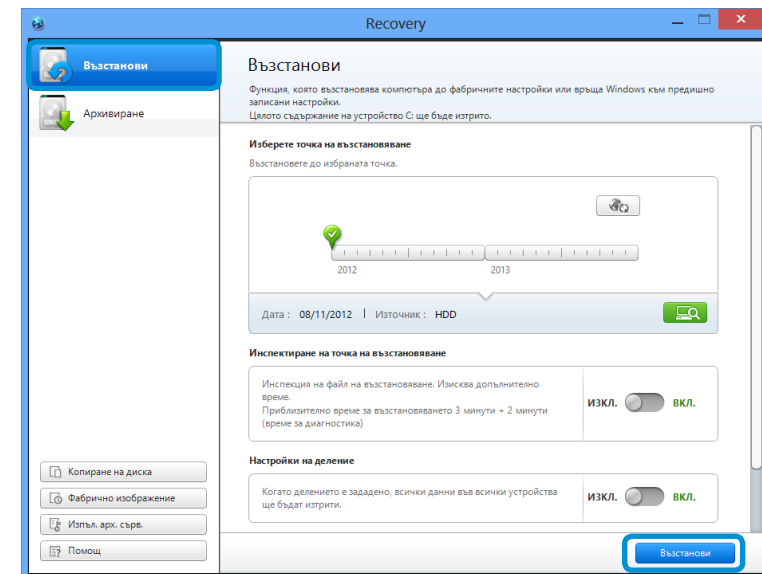 Recovery
Възстанови
Архивиране
Копиране на диска
Фабрично изображение
Изпъл. арх. сърв.
Помощ
Възстанови
Функция, която възстановява компютъра до фабричните настройки или връща Windows към предишно
записани настройки.
Цялото съдържание на устройство C: ще бъде изтрито.
Изберете точка на възстановяване
Възстановете до избраната точка.
2012 2013
Дата : 08/11/2012 | Източник : HDD
Инспектиране на точка на възстановяване
Инспекция на файл на възстановяване. Изисква допълнително
време.
Приблизително време за възстановяването 3 минути + 2 минути
(време за диагностика)
ИЗКЛ. ВКЛ.
Настройки на деление
Когато делението е зададено, всички данни във всички устройства
ще бъдат изтрити.
ИЗКЛ. ВКЛ.
Възстанови